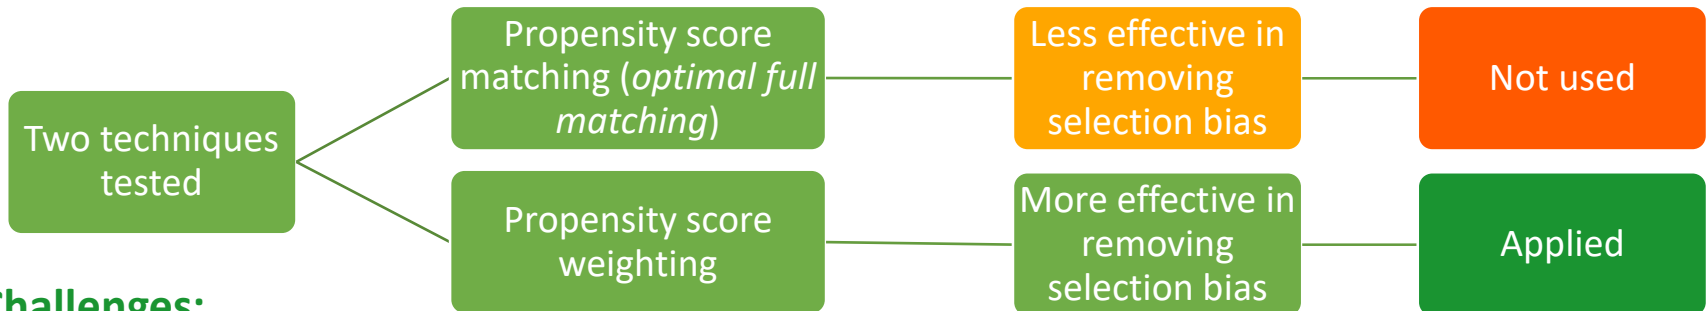 Two techniques
tested
Propensity score
matching (optimal full
matching)
Less effective in
removing
selection bias
Not used
Propensity score
weighting
More effective in
removing
selection bias
Applied
Challenges: